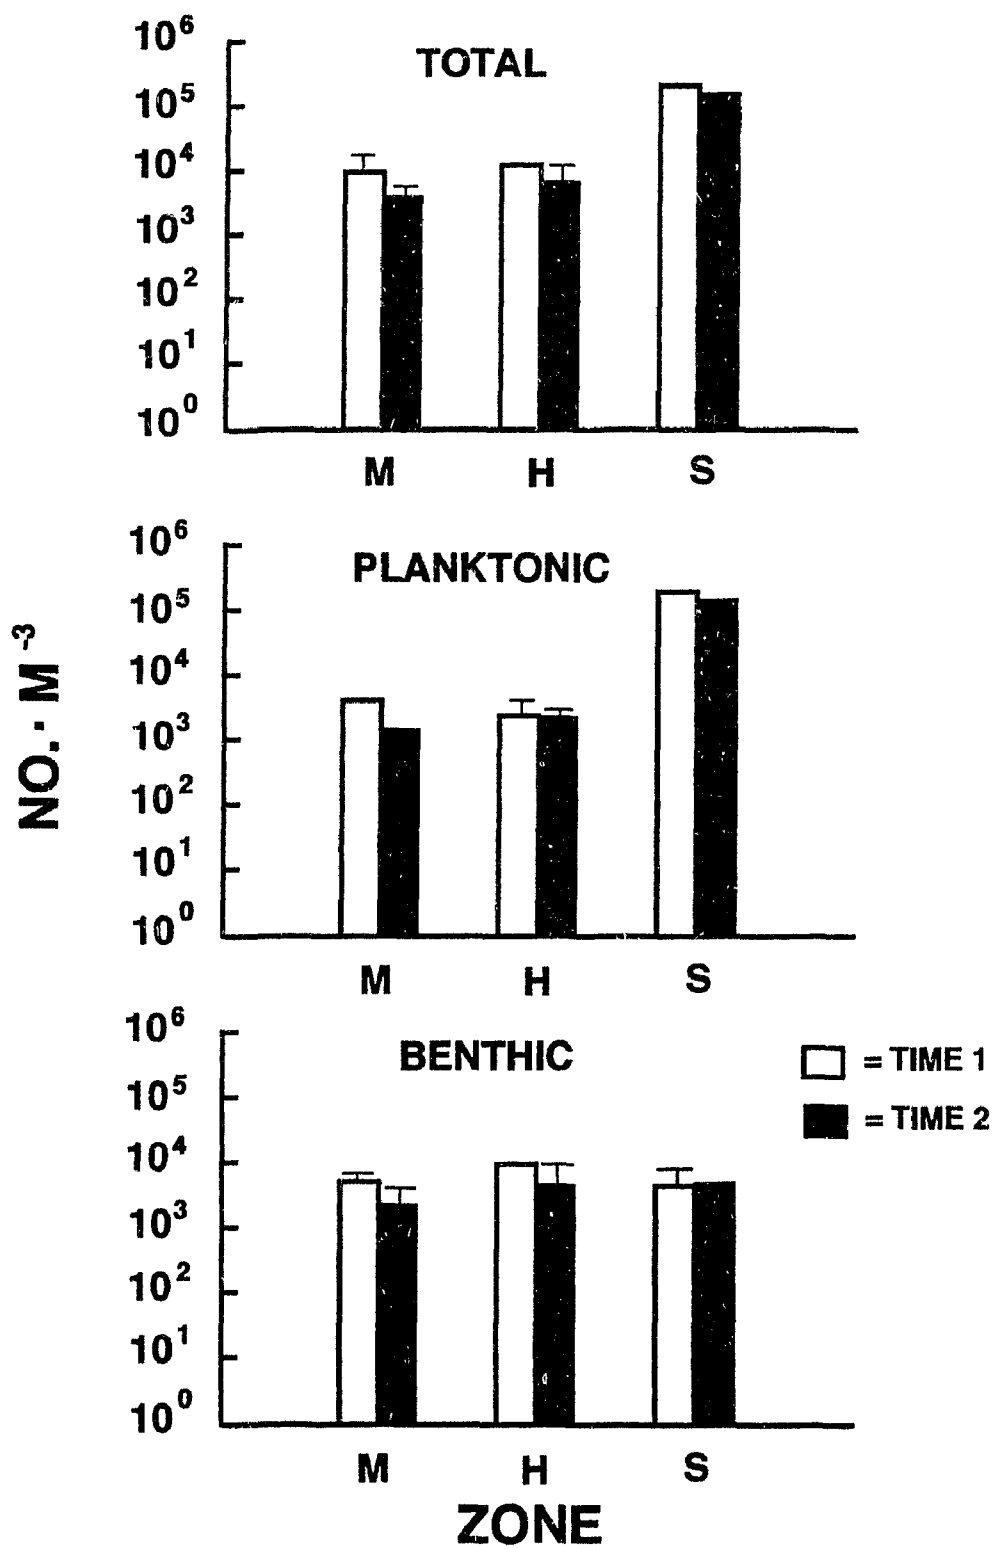 TOTAL
10⁶
10⁵
10⁴
10³
10²
10¹
10⁰
M H S
PLANKTONIC
10⁶
10⁵
10⁴
10³
10²
10¹
10⁰
M H S
NO. · M⁻³
BENTHIC
10⁶
10⁵
10⁴
10³
10²
10¹
10⁰
= TIME 1
= TIME 2
M H S
ZONE